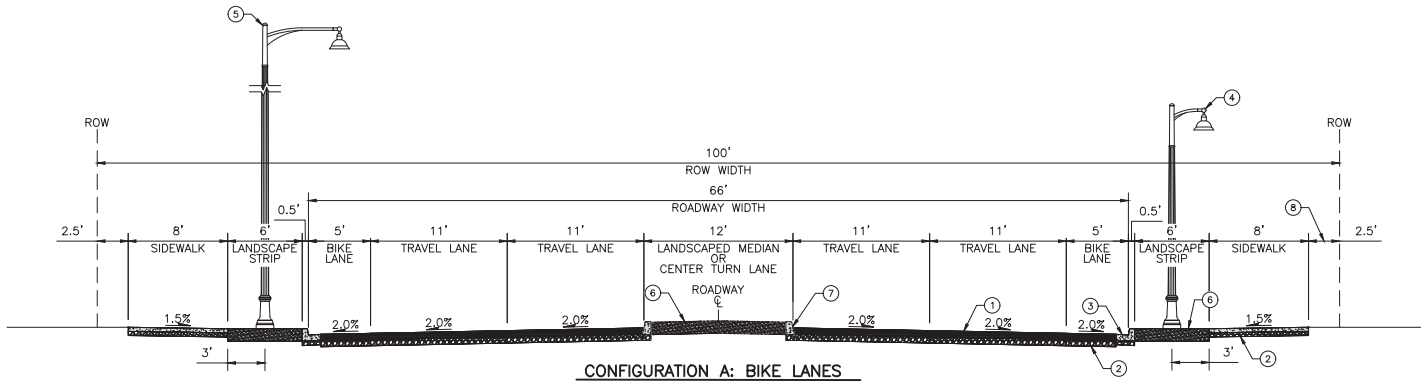 5
4
ROW
ROW
100'
ROW WIDTH
66'
ROADWAY WIDTH
0.5'
0.5'
8
2.5'
8'
6'
5'
11'
11'
12'
11'
11'
5'
6'
8'
2.5'
SIDEWALK
LANDSCAPE
STRIP
BIKE
LANE
TRAVEL LANE
TRAVEL LANE
LANDSCAPED MEDIAN
OR
CENTER TURN LANE
TRAVEL LANE
TRAVEL LANE
BIKE
LANE
LANDSCAPE
STRIP
SIDEWALK
ROADWAY
℄
6
7
1
3
6
1.5%
2.0%
2.0%
2.0%
2.0%
2.0%
2.0%
1.5%
3'
2
2
3'
CONFIGURATION A: BIKE LANES